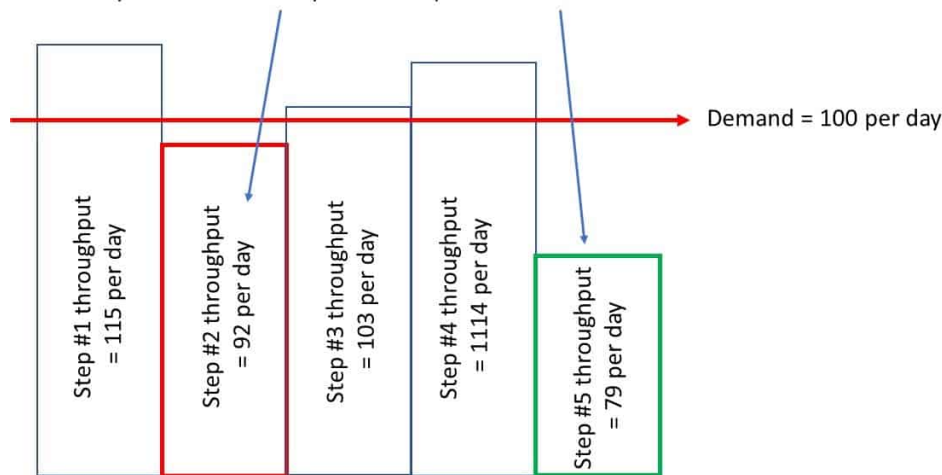 Demand = 100 per day
Step #1 throughput
= 115 per day
Step #2 throughput
= 92 per day
Step #3 throughput
= 103 per day
Step #4 throughput
= 1114 per day
Step #5 throughput
= 79 per day